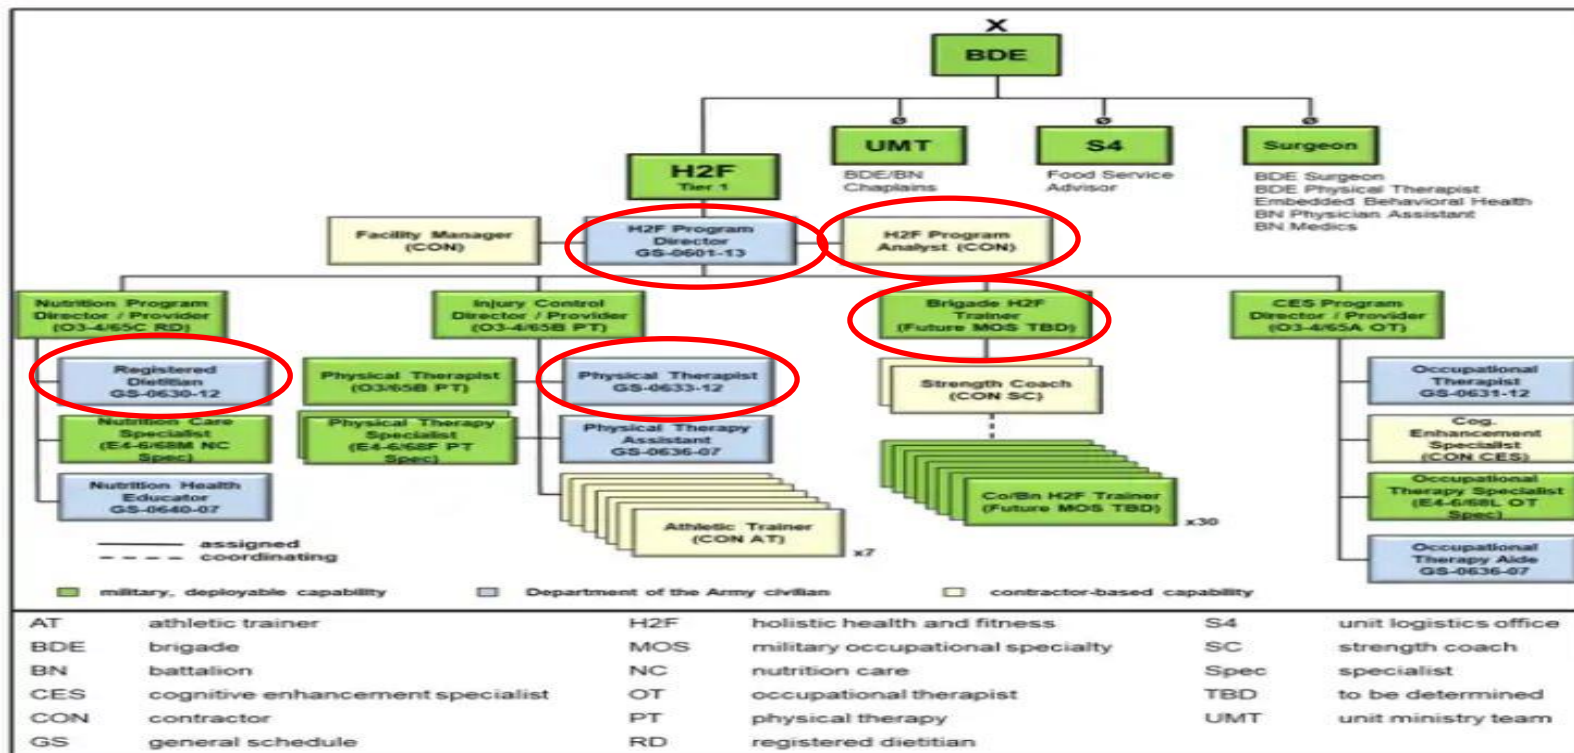 X
BDE
UMT
BDE/BN
Chaplains
S4
Food Service
Advisor
Surgeon
BDE Surgeon
BDE Physical Therapist
Embedded Behavioral Health
BN Physician Assistant
BN Medics
H2F
Tier 1
Facility Manager
(CON)
H2F Program
Director
GS-0601-13
H2F Program
Analyst (CON)
Nutrition Program
Director / Provider
(O3-4/65C RD)
Injury Control
Director / Provider
(O3-4/65B PT)
Brigade H2F
Trainer
(Future MOS TBD)
CES Program
Director / Provider
(O3-4/65A OT)
Registered
Dietitian
GS-0630-12
Nutrition Care
Specialist
(E4-6/68M NC
Spec)
Nutrition Health
Educator
GS-0640-07
Physical Therapist
(O3/65B PT)
Physical Therapy
Specialist
(E4-6/68F PT
Spec)
Physical Therapist
GS-0633-12
Physical Therapy
Assistant
GS-0636-07
Athletic Trainer
(CON AT)
x7
Strength Coach
(CON SC)
Co/Bn H2F Trainer
(Future MOS TBD)
x30
Occupational
Therapist
GS-0631-12
Cog.
Enhancement
Specialist
(CON CES)
Occupational
Therapy Specialist
(E4-6/68L OT
Spec)
Occupational
Therapy Aide
GS-0636-07
assigned
coordinating
military, deployable capability
Department of the Army civilian
contractor-based capability
AT athletic trainer
BDE brigade
BN battalion
CES cognitive enhancement specialist
CON contractor
GS general schedule
H2F holistic health and fitness
MOS military occupational specialty
NC nutrition care
OT occupational therapist
PT physical therapy
RD registered dietitian
S4 unit logistics office
SC strength coach
Spec specialist
TBD to be determined
UMT unit ministry team